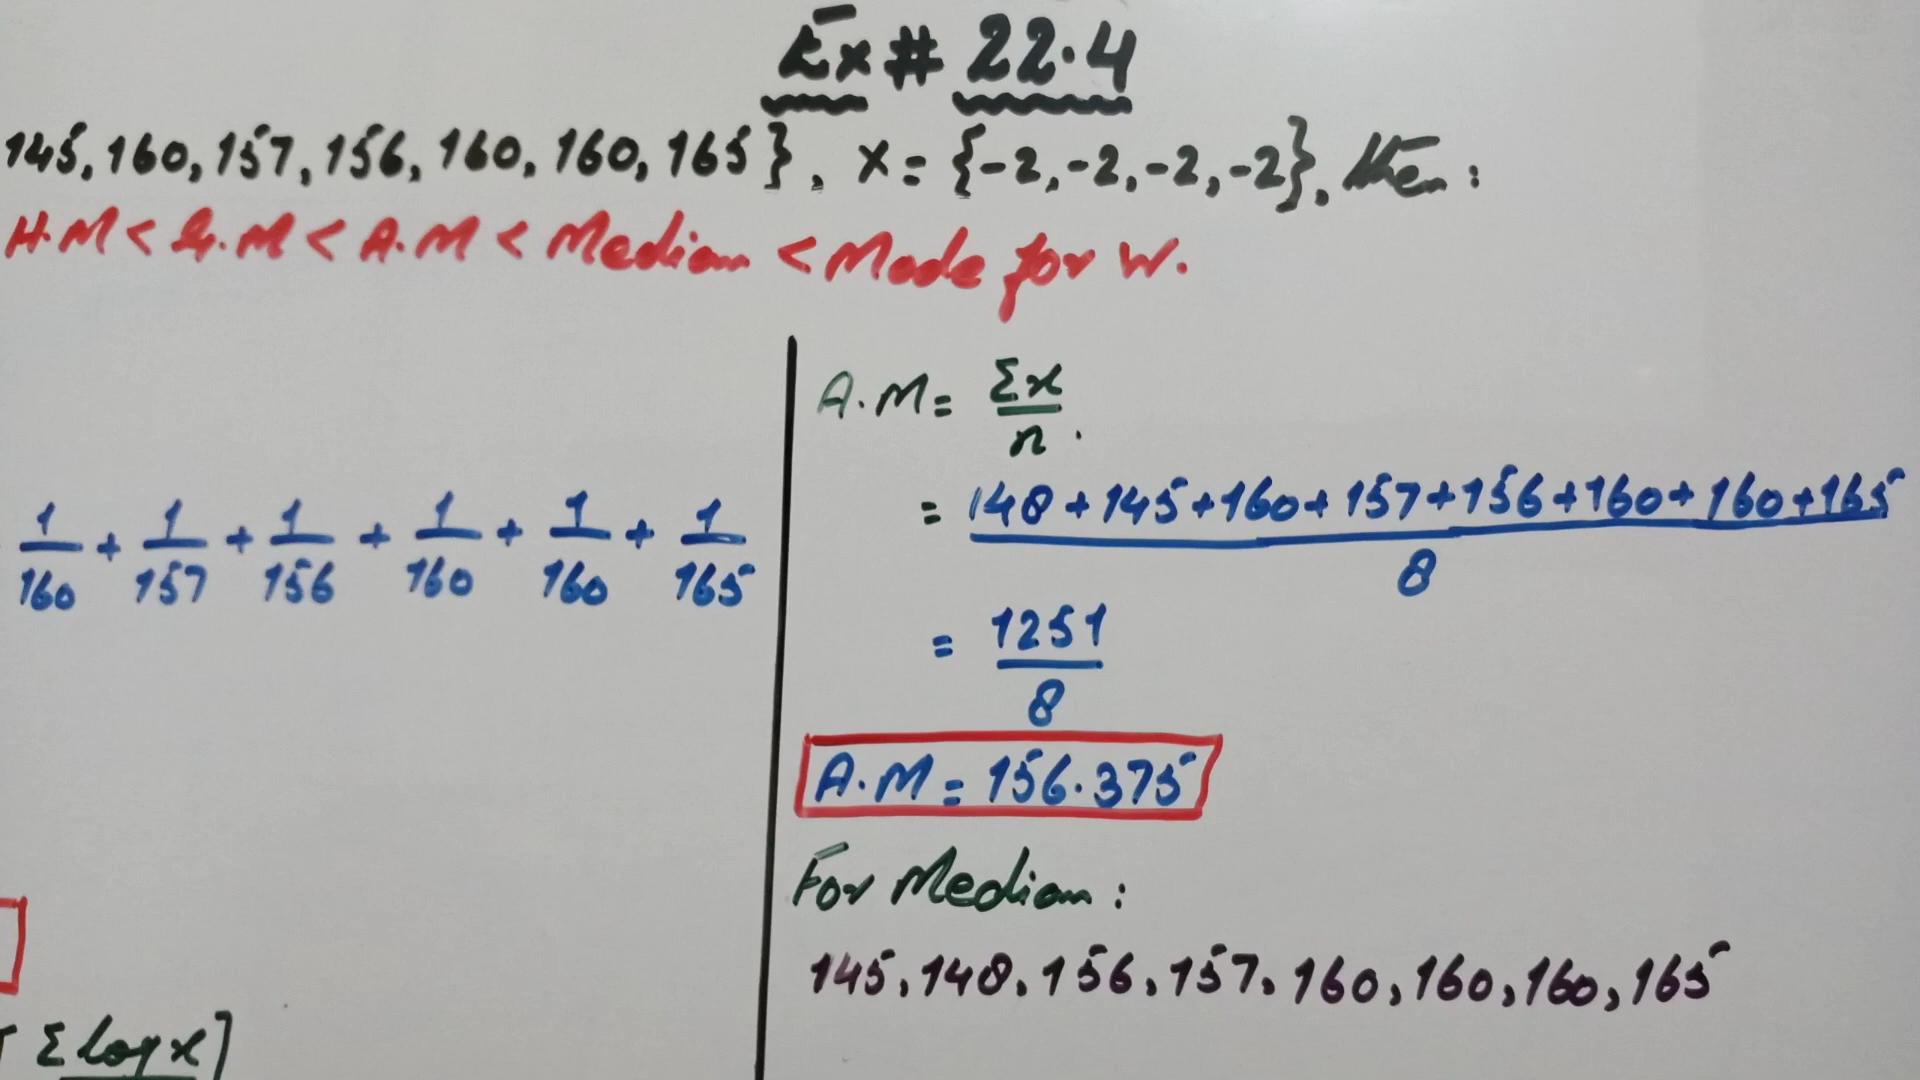 Ex # 22.4
145, 160, 157, 156, 160, 160, 165}, X = {-2, -2, -2, -2}, then:
H.M < G.M < A.M < Median < Mode for W.
1/160 + 1/157 + 1/156 + 1/160 + 1/160 + 1/165
Σ log x]
A.M = Σx/n.
= 148+145+160+157+156+160+160+165 / 8
= 1251/8
A.M = 156.375
For Median:
145, 148, 156, 157, 160, 160, 160, 165